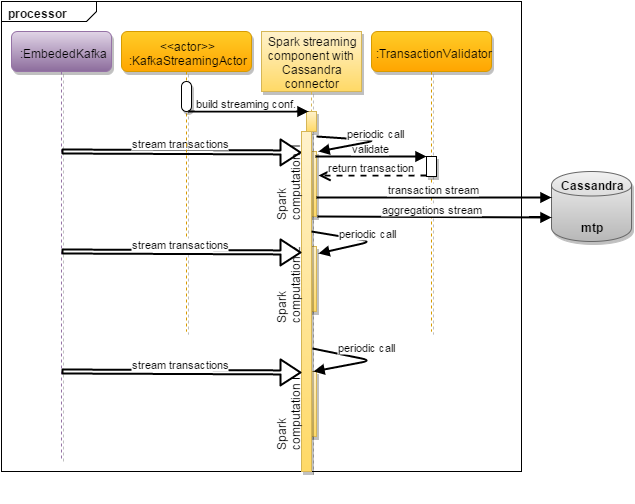 processor
:EmbededKafka
<<actor>>
:KafkaStreamingActor
Spark streaming
component with
Cassandra
connector
:TransactionValidator
build streaming conf.
periodic call
stream transactions
validate
return transaction
Spark
computation
transaction stream
aggregations stream
Cassandra
mtp
periodic call
stream transactions
Spark
computation
periodic call
stream transactions
Spark
computation